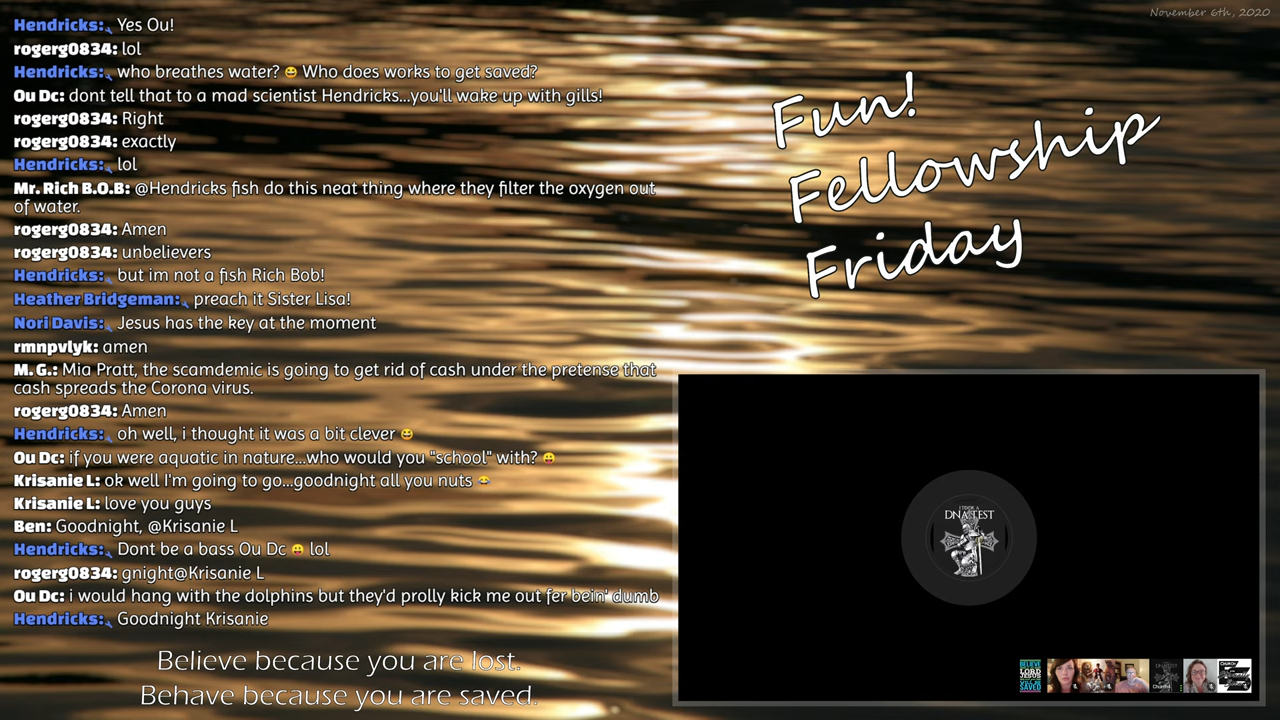 November 6th, 2020
Hendricks: Yes Ou!
rogerg0834: lol
Hendricks: who breathes water? 😆 Who does works to get saved?
Ou Dc: dont tell that to a mad scientist Hendricks...you'll wake up with gills!
rogerg0834: Right
rogerg0834: exactly
Hendricks: lol
Mr. Rich B.O.B: @Hendricks fish do this neat thing where they filter the oxygen out
of water.
rogerg0834: Amen
rogerg0834: unbelievers
Hendricks: but im not a fish Rich Bob!
Heather Bridgeman: preach it Sister Lisa!
Nori Davis: Jesus has the key at the moment
rmnpvlyk: amen
M. G.: Mia Pratt, the scamdemic is going to get rid of cash under the pretense that
cash spreads the Corona virus.
rogerg0834: Amen
Hendricks: oh well, i thought it was a bit clever 😆
Ou Dc: if you were aquatic in nature...who would you "school" with? 😛
Krisanie L: ok well I'm going to go...goodnight all you nuts 😂
Krisanie L: love you guys
Ben: Goodnight, @Krisanie L
Hendricks: Dont be a bass Ou Dc 😛 lol
rogerg0834: gnight@Krisanie L
Ou Dc: i would hang with the dolphins but they'd prolly kick me out fer bein' dumb
Hendricks: Goodnight Krisanie
Believe because you are lost.
Behave because you are saved.
Fun!
Fellowship
Friday
I TOOK A
DNA TEST
BELIEVE
LORD
JESUS
SAVED